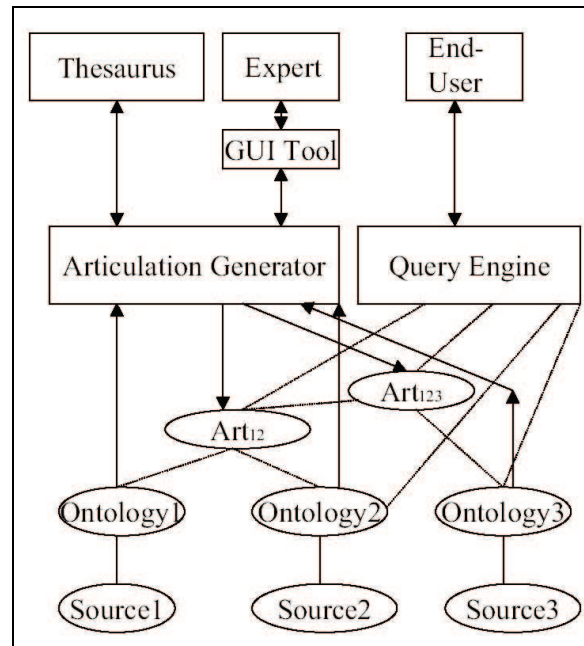 Thesaurus
Expert
End-
User
GUI Tool
Articulation Generator
Query Engine
Art123
Art12
Ontology1
Ontology2
Ontology3
Source1
Source2
Source3